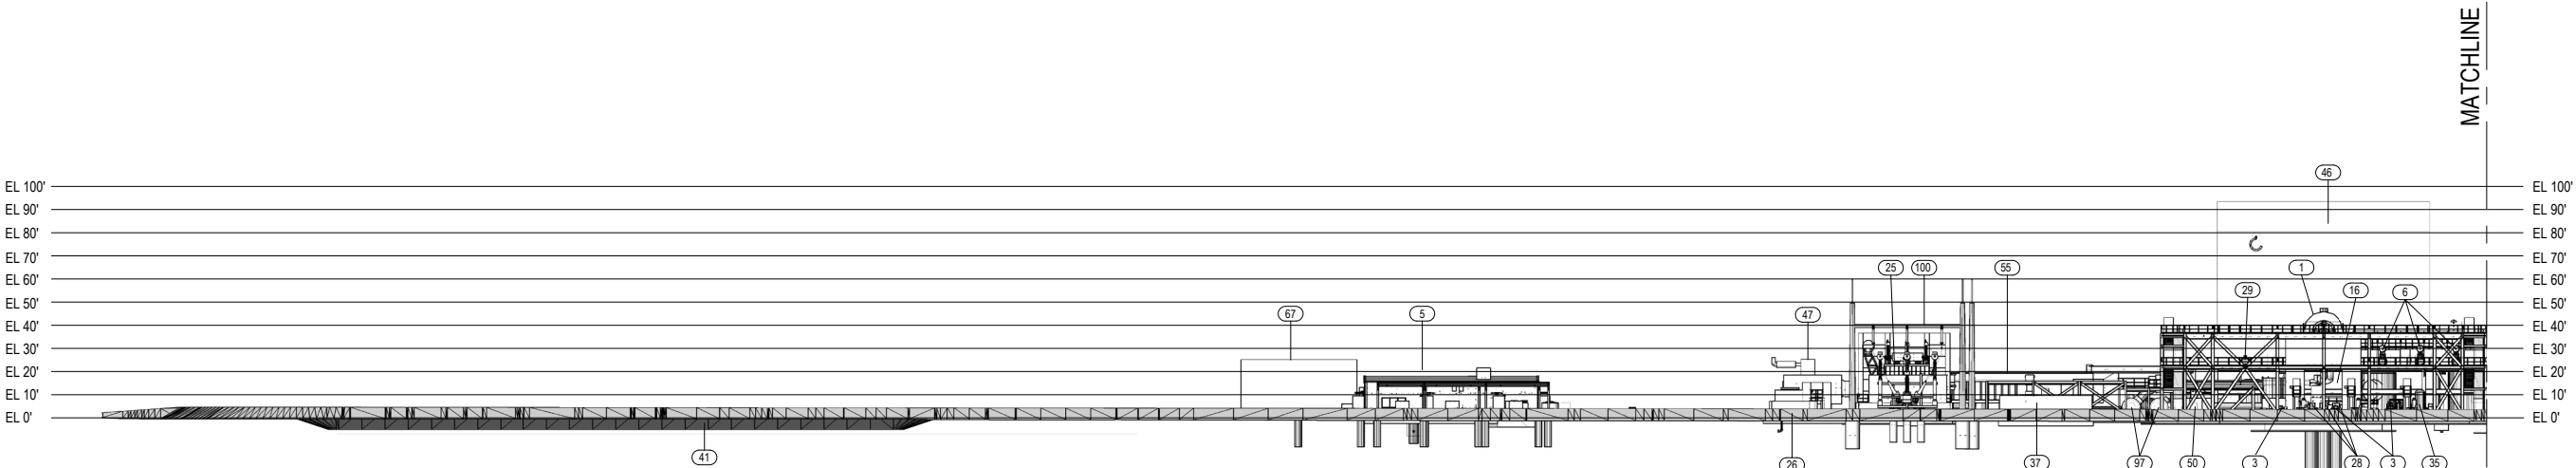 MATCHLINE
46
EL 100' EL 100'
EL 90' EL 90'
EL 80' EL 80'
EL 70' EL 70'
25 100 55 1
EL 60' EL 60'
29 16 6
EL 50' EL 50'
67 5 47
EL 40' EL 40'
EL 30' EL 30'
EL 20' EL 20'
EL 10' EL 10'
EL 0' EL 0'
41 26 37 97 50 3 28 3 35